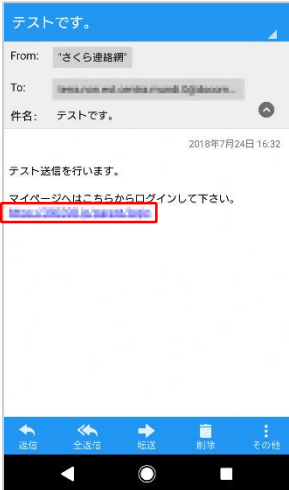 テストです。
From: "さくら連絡網"
To:
件名: テストです。
2018年7月24日 16:32
テスト送信を行います。
マイページへはこちらからログインして下さい。
返信 全返信 転送 削除 その他